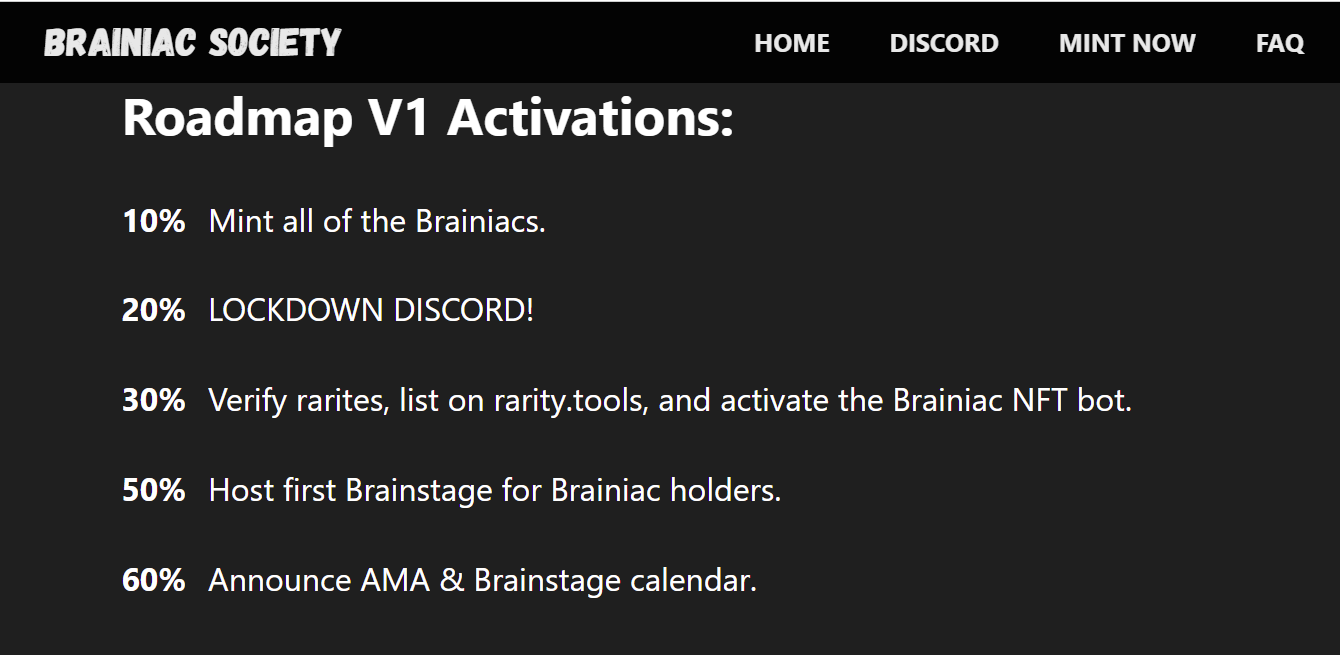 BRAINIAC SOCIETY HOME DISCORD MINT NOW FAQ
Roadmap V1 Activations:
10% Mint all of the Brainiacs.
20% LOCKDOWN DISCORD!
30% Verify rarites, list on rarity.tools, and activate the Brainiac NFT bot.
50% Host first Brainstage for Brainiac holders.
60% Announce AMA & Brainstage calendar.